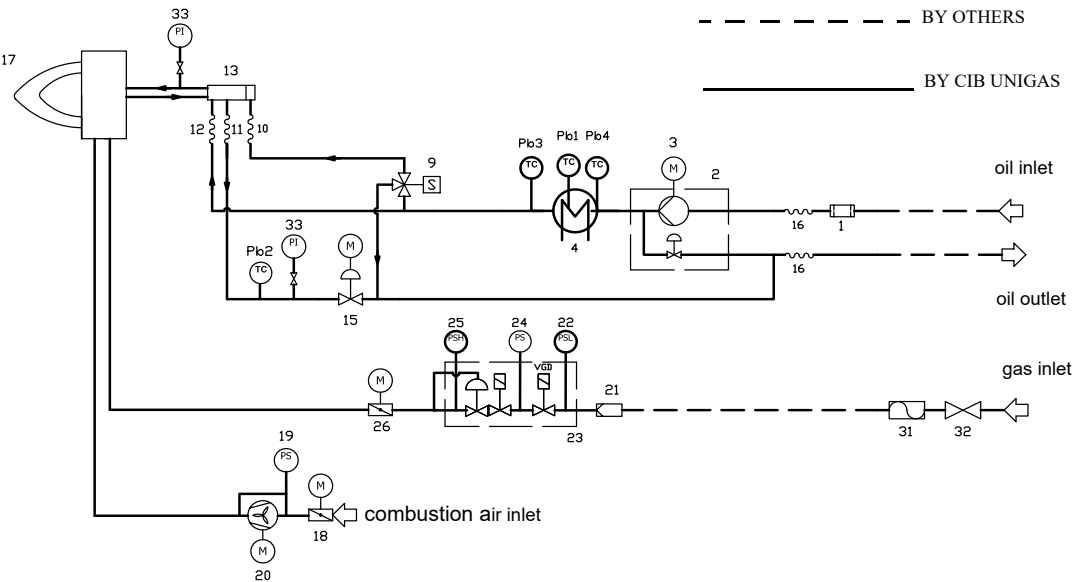 BY OTHERS
33
PI
17
13
BY CIB UNIGAS
12
11
10
Pb3
Pb1
Pb4
3
TC
TC
TC
M
9
2
oil inlet
S
16
1
4
33
PI
M
Pb2
TC
16
oil outlet
15
25
24
22
PSH
PS
PSL
VGD
gas inlet
M
21
26
23
31
32
19
PS
M
combustion air inlet
18
M
20